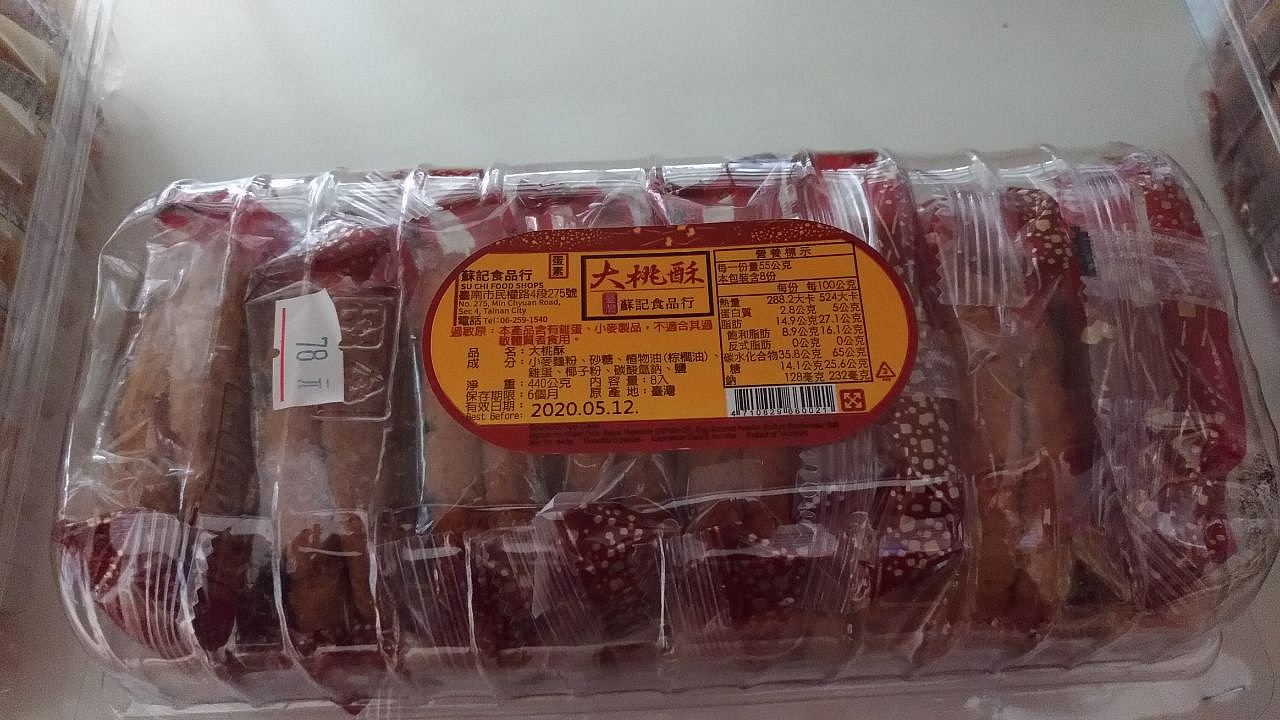 蛋素
蘇記食品行
SU CHI FOOD SHOPS
臺南市民權路4段275號
No. 275, Min Chyuan Road,
Sec 4, Tainan City
電話 Tel:06-259-1540
大桃酥
蘇記食品行
過敏原：本產品含有雞蛋、小麥製品，不適合其過
敏體質者食用。
品名：大桃酥
成分：小麥麵粉、砂糖、植物油(棕櫚油)、
雞蛋、椰子粉、碳酸氫鈉、鹽
淨重：440公克 內容量：8入
保存期限：6個月 原產地：臺灣
有效日期：
Best Before: 2020.05.12.
營養標示
每一份量55公克
本包裝含8份
每份 每100公克
熱量 288.2大卡 524大卡
蛋白質 2.8公克 5公克
脂肪 14.9公克 27.1公克
飽和脂肪 8.9公克 16.1公克
反式脂肪 0公克 0公克
碳水化合物 35.8公克 65公克
糖 14.1公克 25.6公克
鈉 128毫克 232毫克
78元